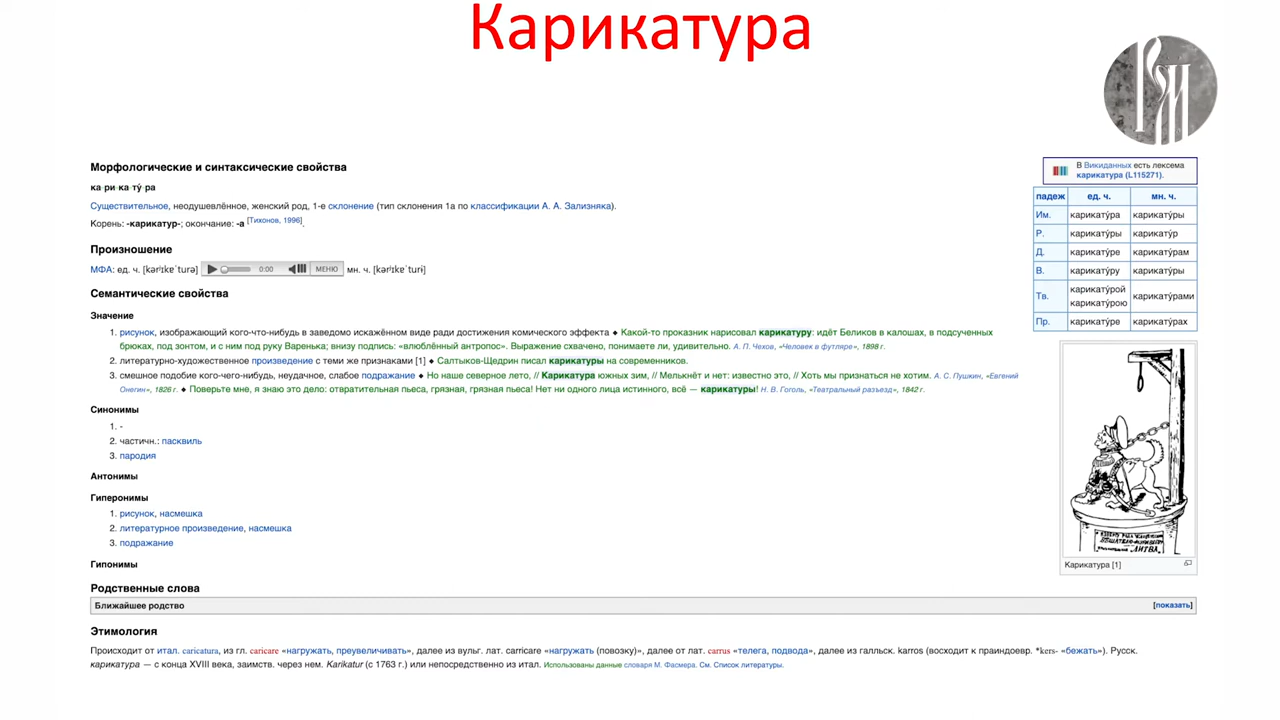 Карикатура
Морфологические и синтаксические свойства
ка ри ка ту́ ра
Существительное, неодушевлённое, женский род, 1-е склонение (тип склонения 1a по классификации А. А. Зализняка).
Корень: -карикатур-; окончание: -а [Тихонов, 1996].
Произношение
МФА: ед. ч. [kərʲɪkɐˈturə] 0:00 МЕНЮ мн. ч. [kərʲɪkɐˈturɨ]
Семантические свойства
Значение
1. рисунок, изображающий кого-что-нибудь в заведомо искажённом виде ради достижения комического эффекта ◆ Какой-то проказник нарисовал карикатуру: идёт Беликов в калошах, в подсученных
брюках, под зонтом, и с ним под руку Варенька; внизу подпись: «влюблённый антропос». Выражение схвачено, понимаете ли, удивительно. А. П. Чехов, «Человек в футляре», 1898 г.
2. литературно-художественное произведение с теми же признаками [1] ◆ Салтыков-Щедрин писал карикатуры на современников.
3. смешное подобие кого-чего-нибудь, неудачное, слабое подражание ◆ Но наше северное лето, // Карикатура южных зим, // Мелькнёт и нет: известно это, // Хоть мы признаться не хотим. А. С. Пушкин, «Евгений
Онегин», 1826 г. ◆ Поверьте мне, я знаю это дело: отвратительная пьеса, грязная, грязная пьеса! Нет ни одного лица истинного, всё — карикатуры! Н. В. Гоголь, «Театральный разъезд», 1842 г.
Синонимы
1. -
2. частичн.: пасквиль
3. пародия
Антонимы
Гиперонимы
1. рисунок, насмешка
2. литературное произведение, насмешка
3. подражание
Гипонимы
Родственные слова
Ближайшее родство [показать]
Этимология
Происходит от итал. caricatura, из гл. caricare «нагружать, преувеличивать», далее из вульг. лат. carricare «нагружать (повозку)», далее от лат. carrus «телега, подвода», далее из галльск. karros (восходит к праиндоевр. *kers- «бежать»). Русск.
карикатура — с конца XVIII века, заимств. через нем. Karikatur (с 1763 г.) или непосредственно из итал. Использованы данные словаря М. Фасмера. См. Список литературы.
В Викиданных есть лексема
карикатура (L115271).
падеж ед. ч. мн. ч.
Им. карикату́ра карикату́ры
Р. карикату́ры карикату́р
Д. карикату́ре карикату́рам
В. карикату́ру карикату́ры
Тв. карикату́рой карикату́рою карикату́рами
Пр. карикату́ре карикату́рах
ЛИТВА
Карикатура [1]